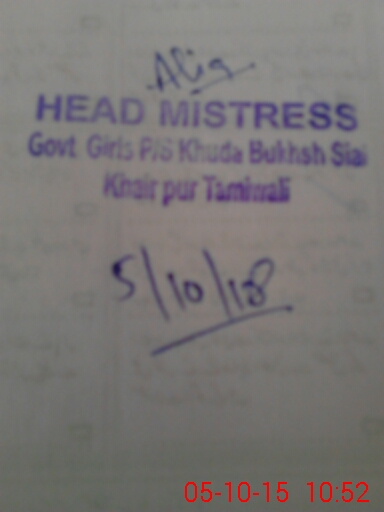 HEAD MISTRESS
Govt Girls P/S Khuda Bukhsh Sial
Khair pur Tamiwali
5/10/18
05-10-15 10:52